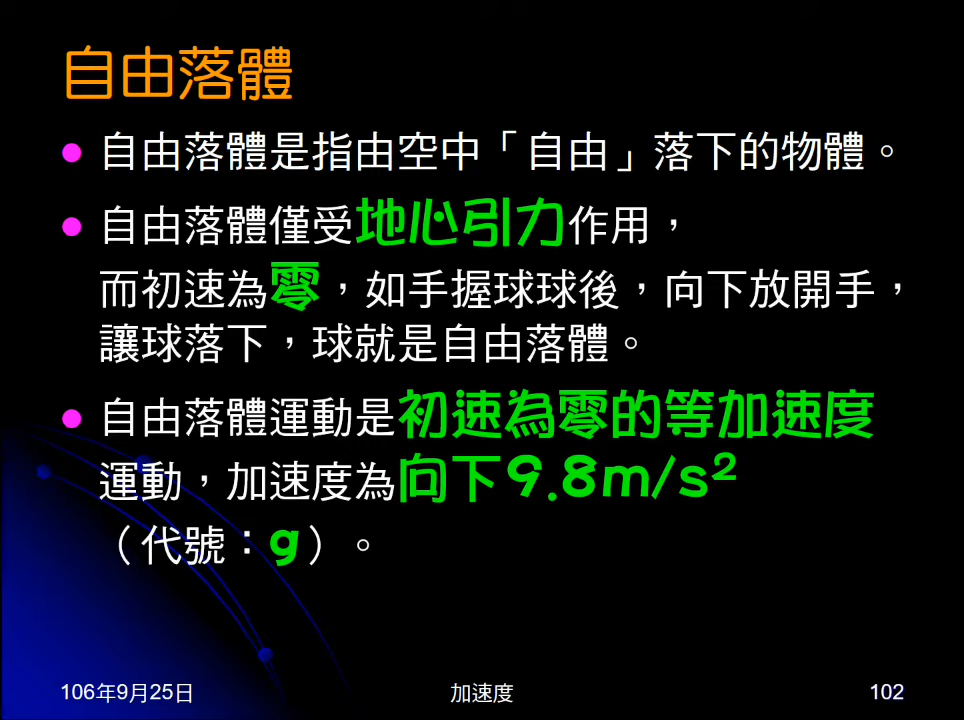 自由落體
自由落體是指由空中「自由」落下的物體。
自由落體僅受地心引力作用，
而初速為零，如手握球球後，向下放開手，
讓球落下，球就是自由落體。
自由落體運動是初速為零的等加速度
運動，加速度為向下9.8m/s²
（代號：g）。
106年9月25日
加速度
102